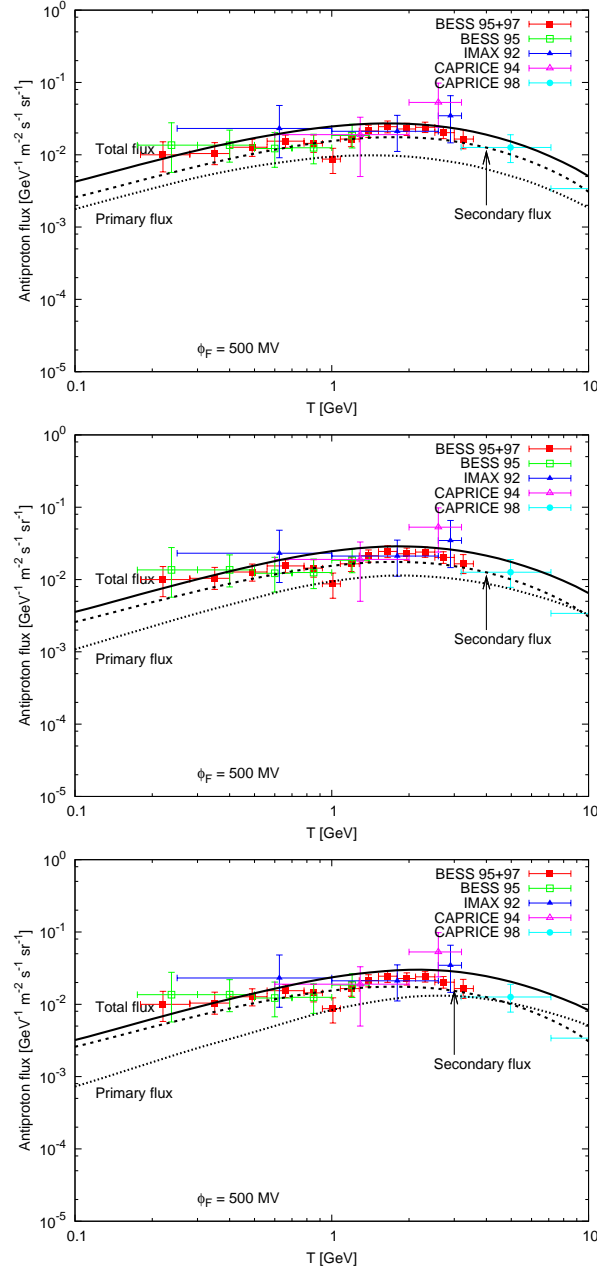 10^0
10^-1
10^-2
10^-3
10^-4
10^-5
Antiproton flux [GeV^-1 m^-2 s^-1 sr^-1]
BESS 95+97
BESS 95
IMAX 92
CAPRICE 94
CAPRICE 98
Total flux
Primary flux
Secondary flux
ϕ_F = 500 MV
0.1 1 10
T [GeV]
10^0
10^-1
10^-2
10^-3
10^-4
10^-5
Antiproton flux [GeV^-1 m^-2 s^-1 sr^-1]
BESS 95+97
BESS 95
IMAX 92
CAPRICE 94
CAPRICE 98
Total flux
Secondary flux
Primary flux
ϕ_F = 500 MV
0.1 1 10
T [GeV]
10^0
10^-1
10^-2
10^-3
10^-4
10^-5
Antiproton flux [GeV^-1 m^-2 s^-1 sr^-1]
BESS 95+97
BESS 95
IMAX 92
CAPRICE 94
CAPRICE 98
Total flux
Secondary flux
Primary flux
ϕ_F = 500 MV
0.1 1 10
T [GeV]